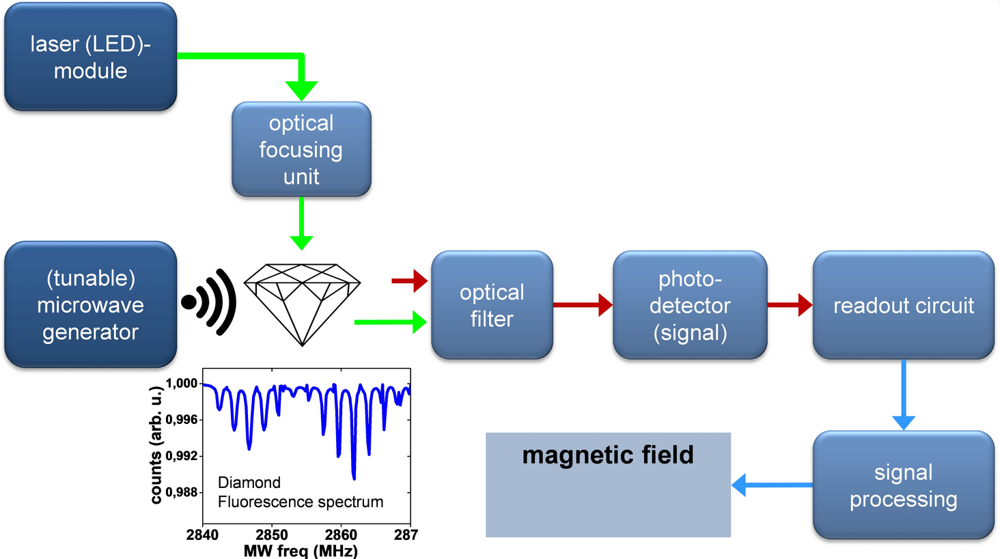 laser (LED)-
module
optical
focusing
unit
(tunable)
microwave
generator
optical
filter
photo-
detector
(signal)
readout circuit
signal
processing
magnetic field
counts (arb. u.)
1,000
0,996
0,992
0,988
Diamond
Fluorescence spectrum
2840 2850 2860 287
MW freq (MHz)